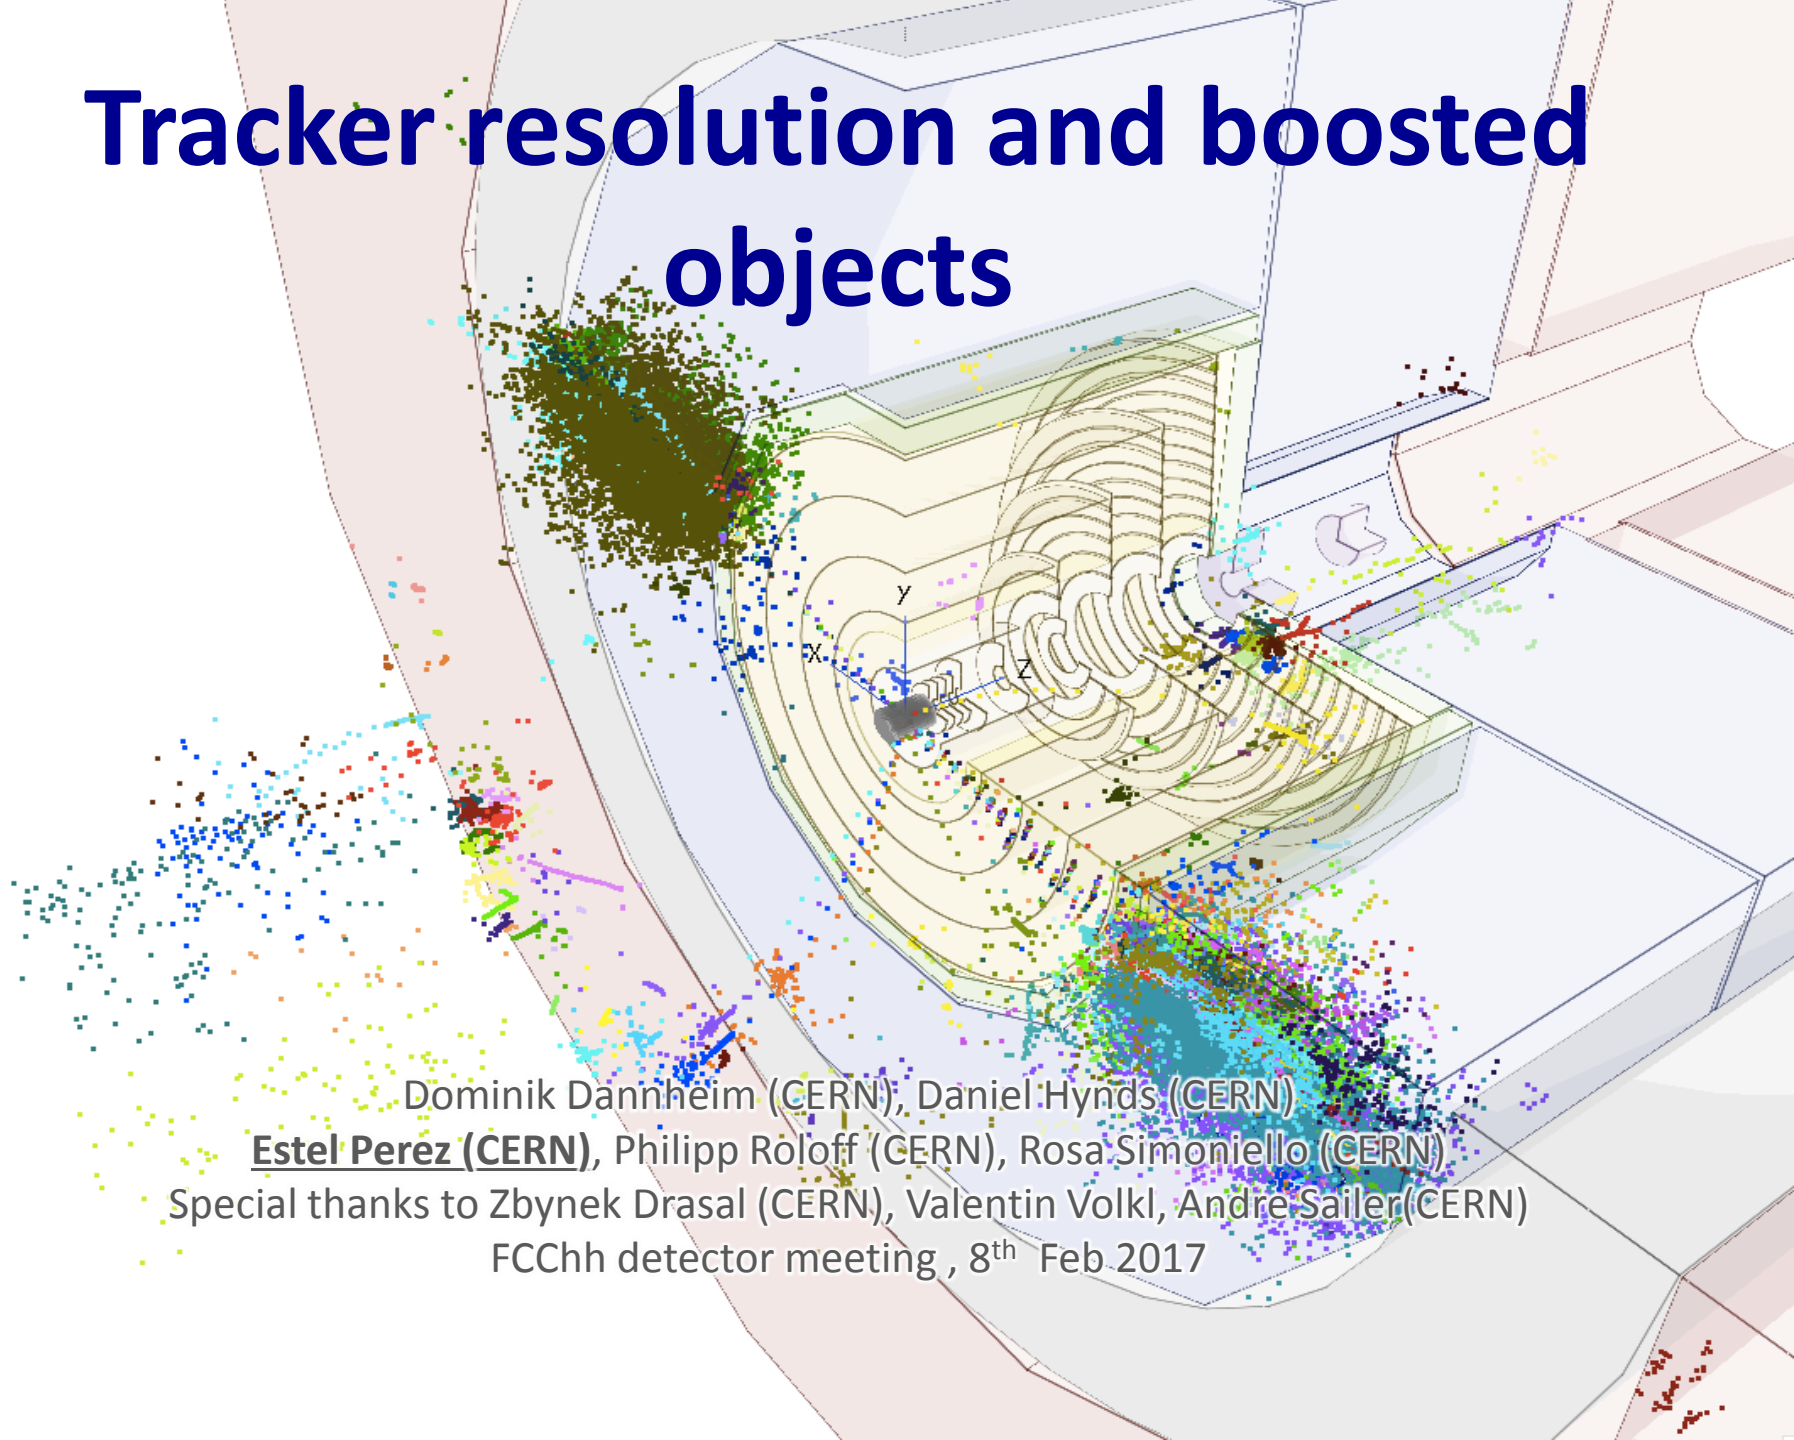 Tracker resolution and boosted
objects
y
X
Z
Dominik Dannheim (CERN), Daniel Hynds (CERN)
Estel Perez (CERN), Philipp Roloff (CERN), Rosa Simoniello (CERN)
Special thanks to Zbynek Drasal (CERN), Valentin Volkl, Andre Sailer(CERN)
FCChh detector meeting , 8th Feb 2017